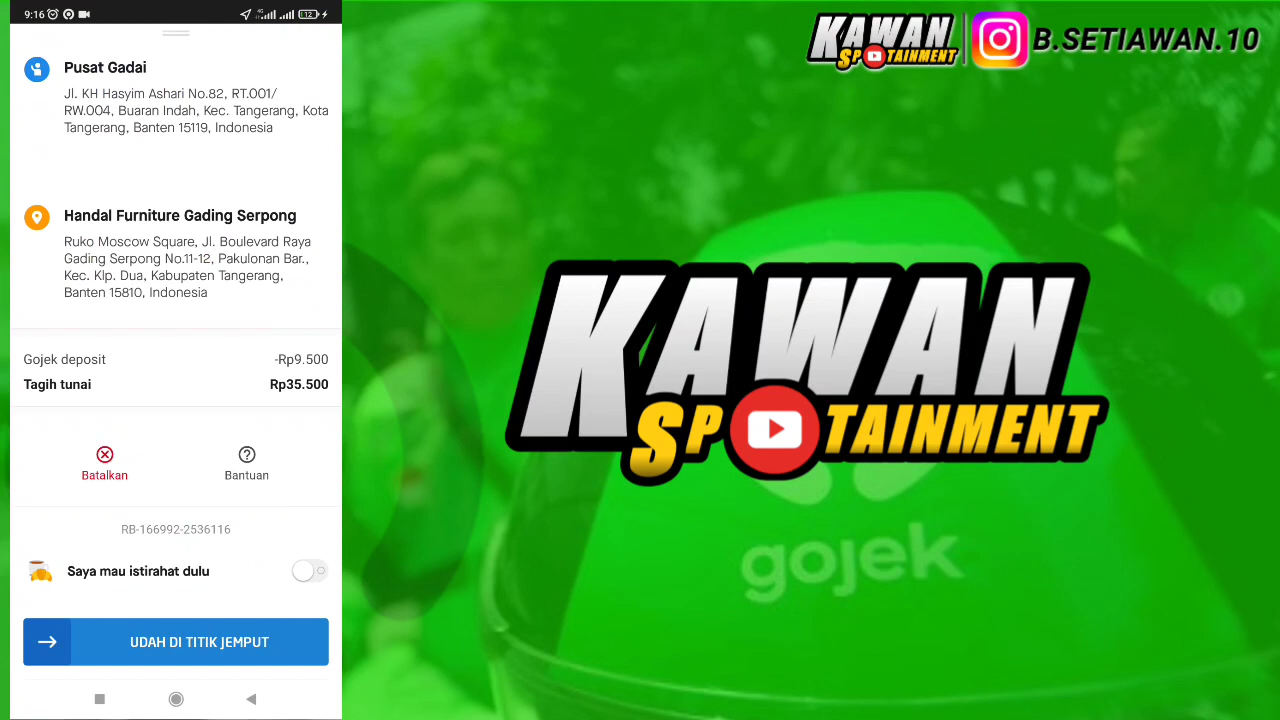 9:16
4G
112
Pusat Gadai
Jl. KH Hasyim Ashari No.82, RT.001/
RW.004, Buaran Indah, Kec. Tangerang, Kota
Tangerang, Banten 15119, Indonesia
Handal Furniture Gading Serpong
Ruko Moscow Square, Jl. Boulevard Raya
Gading Serpong No.11-12, Pakulonan Bar.,
Kec. Klp. Dua, Kabupaten Tangerang,
Banten 15810, Indonesia
Gojek deposit -Rp9.500
Tagih tunai Rp35.500
Batalkan Bantuan
RB-166992-2536116
Saya mau istirahat dulu
UDAH DI TITIK JEMPUT
KAWAN
SPOTAINMENT
B.SETIAWAN.10
KAWAN
SPOTAINMENT
gojek